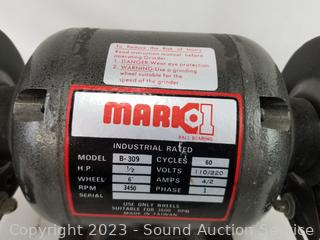 To Reduce the Risk of Injury
Read instruction manual before
operating Grinder
1. DANGER-Wear eye protection
2. WARNING-Use a grinding
wheel suitable for the
speed of the grinder
MARK 1
BALL BEARING
INDUSTRIAL RATED
MODEL B-309 CYCLES 60
H.P. 1/2 VOLTS 110/220
WHEEL 6" AMPS 4/2
RPM 3450 PHASE 1
SERIAL
USE ONLY WHEELS
SUITABLE FOR 3600 RPM
MADE IN TAIWAN
Copyright 2023 - Sound Auction Service